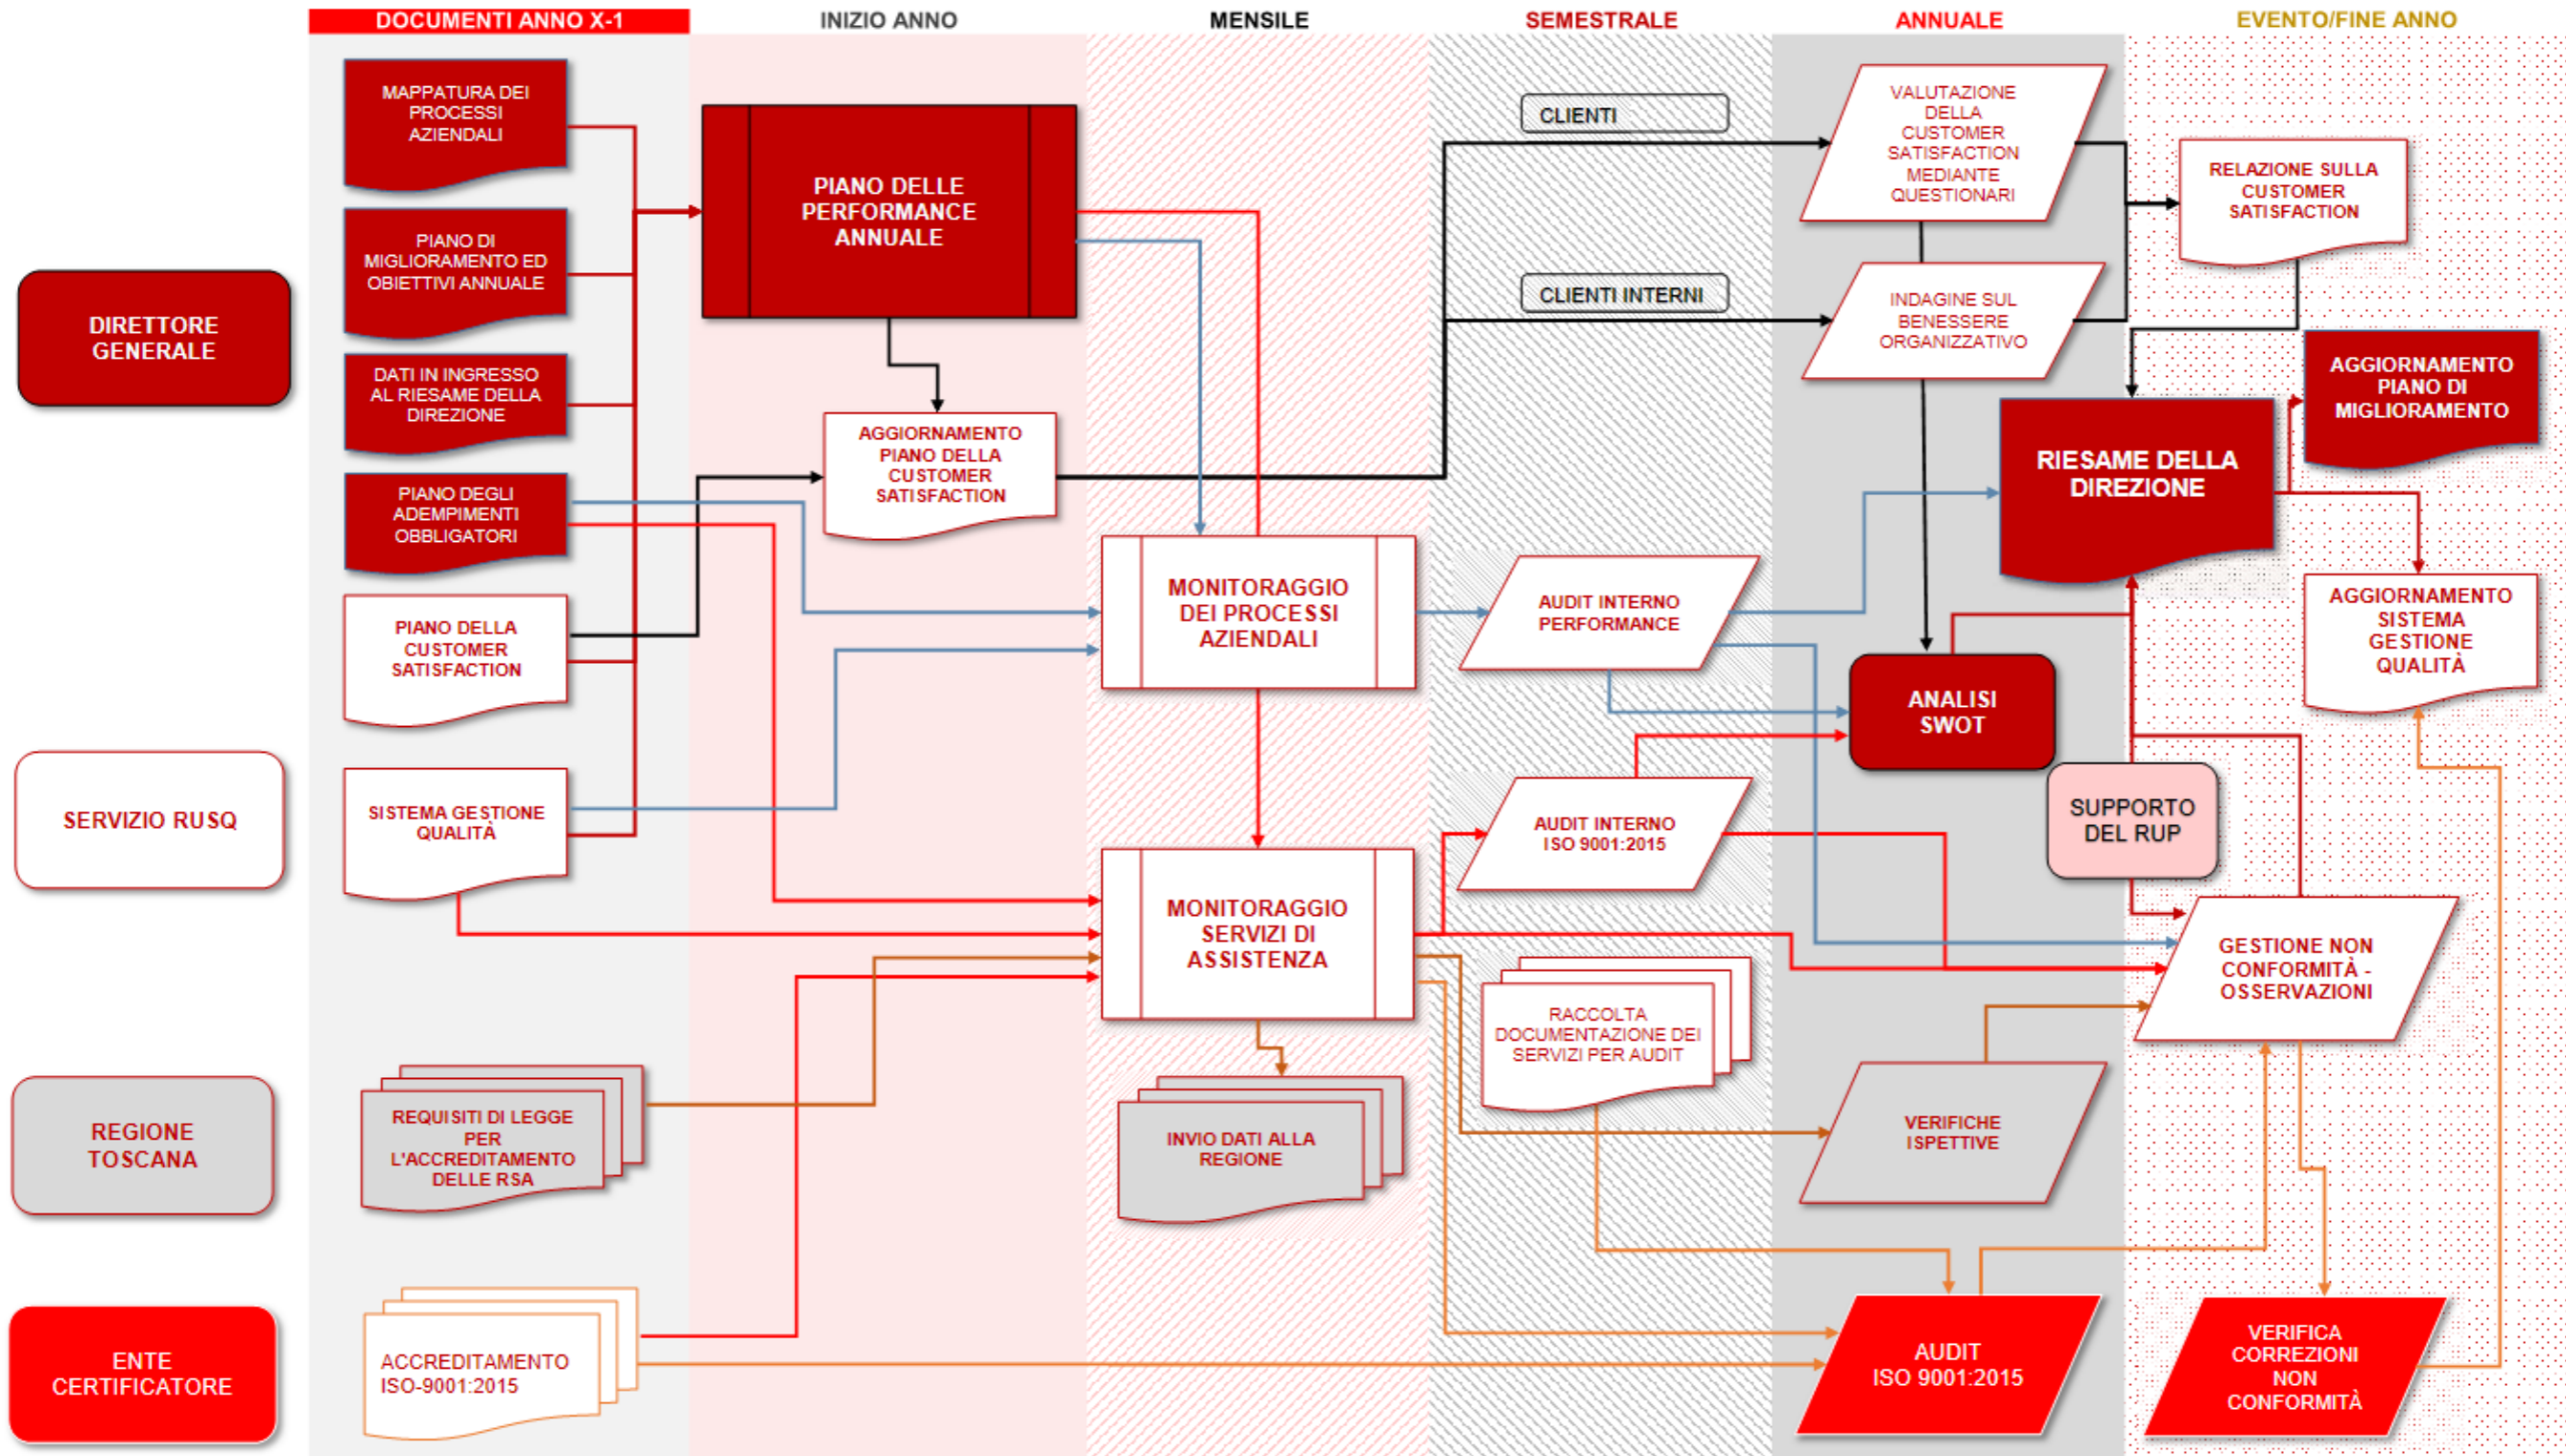 DOCUMENTI ANNO X-1
INIZIO ANNO
MENSILE
SEMESTRALE
ANNUALE
EVENTO/FINE ANNO
DIRETTORE
GENERALE
SERVIZIO RUSQ
REGIONE
TOSCANA
ENTE
CERTIFICATORE
MAPPATURA DEI
PROCESSI
AZIENDALI
PIANO DI
MIGLIORAMENTO ED
OBIETTIVI ANNUALE
DATI IN INGRESSO
AL RIESAME DELLA
DIREZIONE
PIANO DEGLI
ADEMPIMENTI
OBBLIGATORI
PIANO DELLA
CUSTOMER
SATISFACTION
SISTEMA GESTIONE
QUALITÀ
REQUISITI DI LEGGE
PER
L'ACCREDITAMENTO
DELLE RSA
ACCREDITAMENTO
ISO-9001:2015
PIANO DELLE
PERFORMANCE
ANNUALE
AGGIORNAMENTO
PIANO DELLA
CUSTOMER
SATISFACTION
MONITORAGGIO
DEI PROCESSI
AZIENDALI
MONITORAGGIO
SERVIZI DI
ASSISTENZA
INVIO DATI ALLA
REGIONE
CLIENTI
CLIENTI INTERNI
AUDIT INTERNO
PERFORMANCE
AUDIT INTERNO
ISO 9001:2015
RACCOLTA
DOCUMENTAZIONE DEI
SERVIZI PER AUDIT
VALUTAZIONE
DELLA
CUSTOMER
SATISFACTION
MEDIANTE
QUESTIONARI
INDAGINE SUL
BENESSERE
ORGANIZZATIVO
ANALISI
SWOT
VERIFICHE
ISPETTIVE
AUDIT
ISO 9001:2015
RELAZIONE SULLA
CUSTOMER
SATISFACTION
AGGIORNAMENTO
PIANO DI
MIGLIORAMENTO
RIESAME DELLA
DIREZIONE
AGGIORNAMENTO
SISTEMA
GESTIONE
QUALITÀ
SUPPORTO
DEL RUP
GESTIONE NON
CONFORMITÀ -
OSSERVAZIONI
VERIFICA
CORREZIONI
NON
CONFORMITÀ